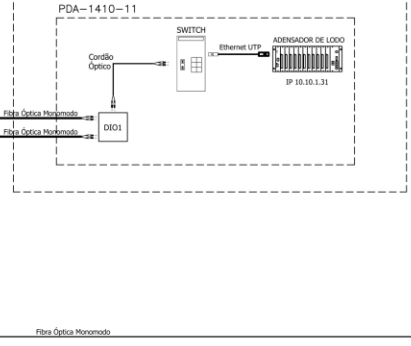 PDA-1410-11
SWITCH
Ethernet UTP
ADENSADOR DE LODO
Cordão
Óptico
IP 10.10.1.31
Fibra Óptica Monomodo
DIO1
Fibra Óptica Monomodo
Fibra Óptica Monomodo